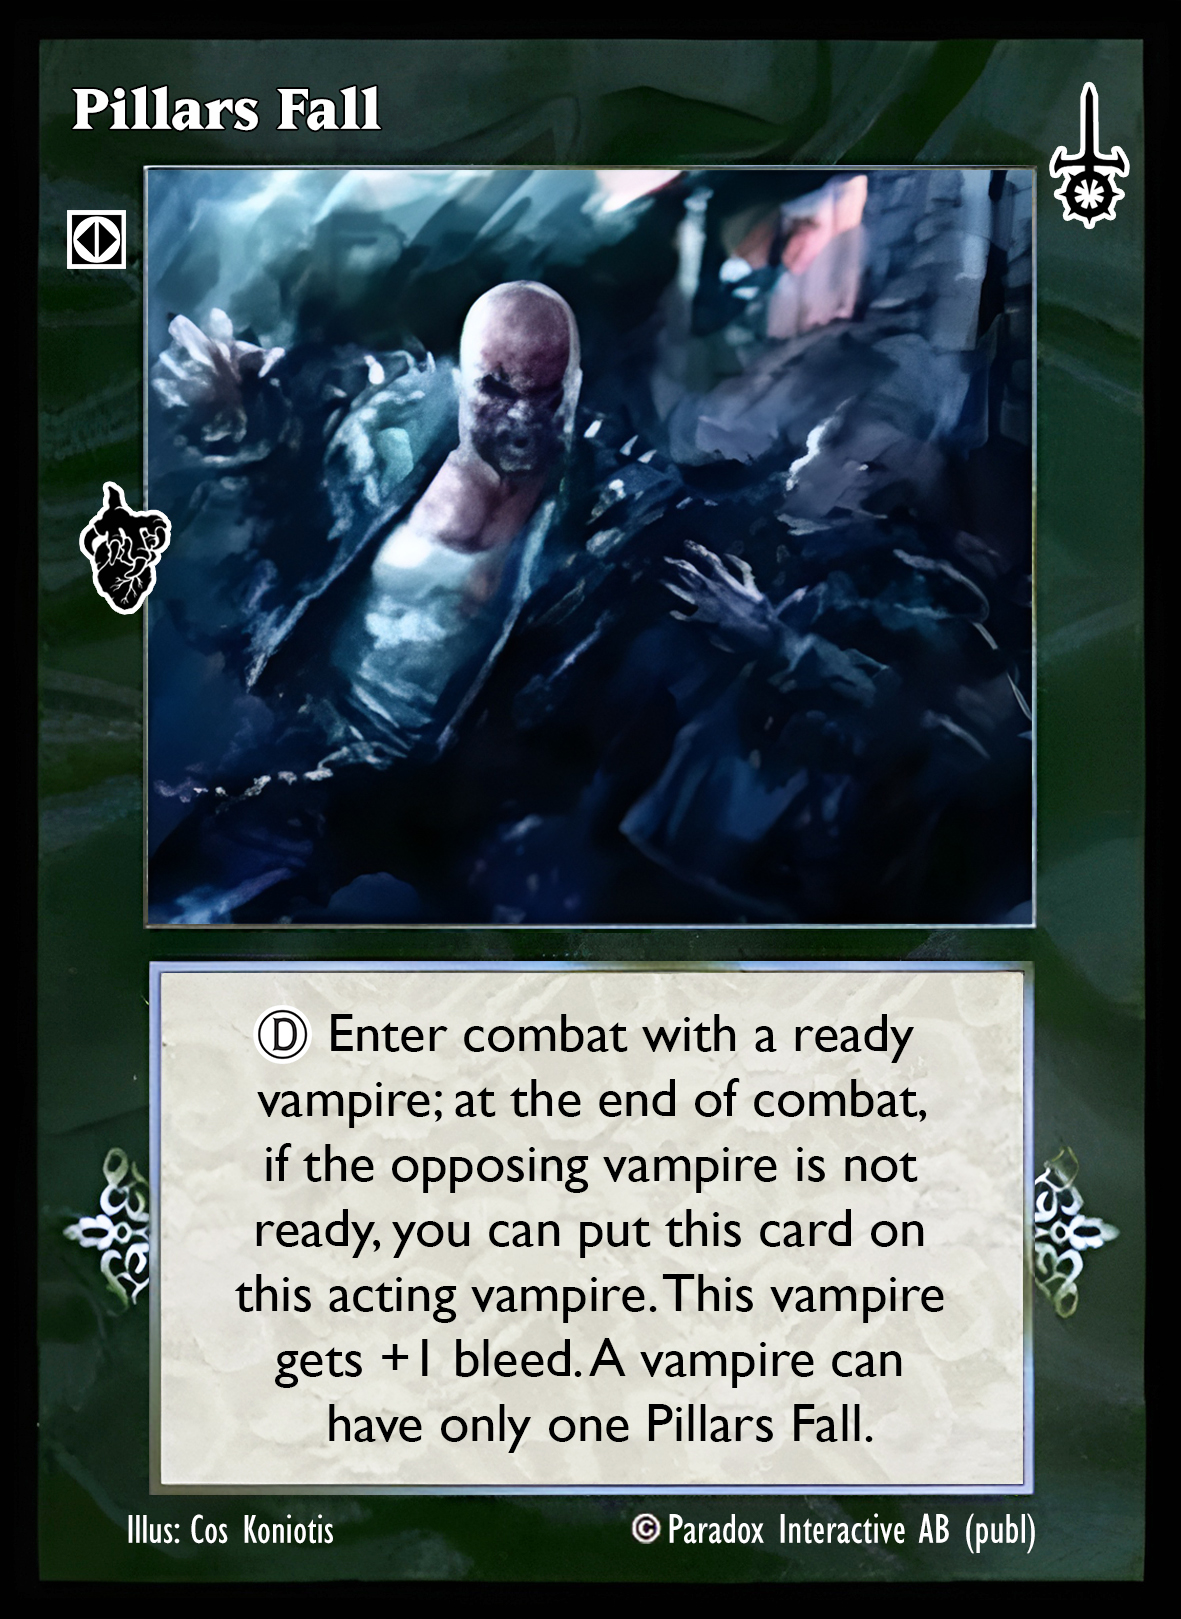 Pillars Fall
Ⓓ Enter combat with a ready
vampire; at the end of combat,
if the opposing vampire is not
ready, you can put this card on
this acting vampire. This vampire
gets +1 bleed. A vampire can
have only one Pillars Fall.
Illus: Cos Koniotis
© Paradox Interactive AB (publ)